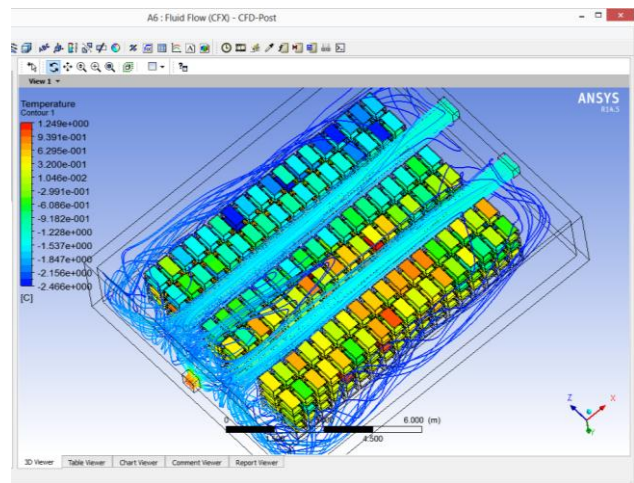 A6 : Fluid Flow (CFX) - CFD-Post
View 1
ANSYS
R14.5
Temperature
Contour 1
1.249e+000
9.391e-001
6.295e-001
3.200e-001
1.046e-002
-2.991e-001
-6.086e-001
-9.182e-001
-1.228e+000
-1.537e+000
-1.847e+000
-2.156e+000
-2.466e+000
[C]
0
6.000 (m)
4.500
Z
X
Y
3D Viewer
Table Viewer
Chart Viewer
Comment Viewer
Report Viewer